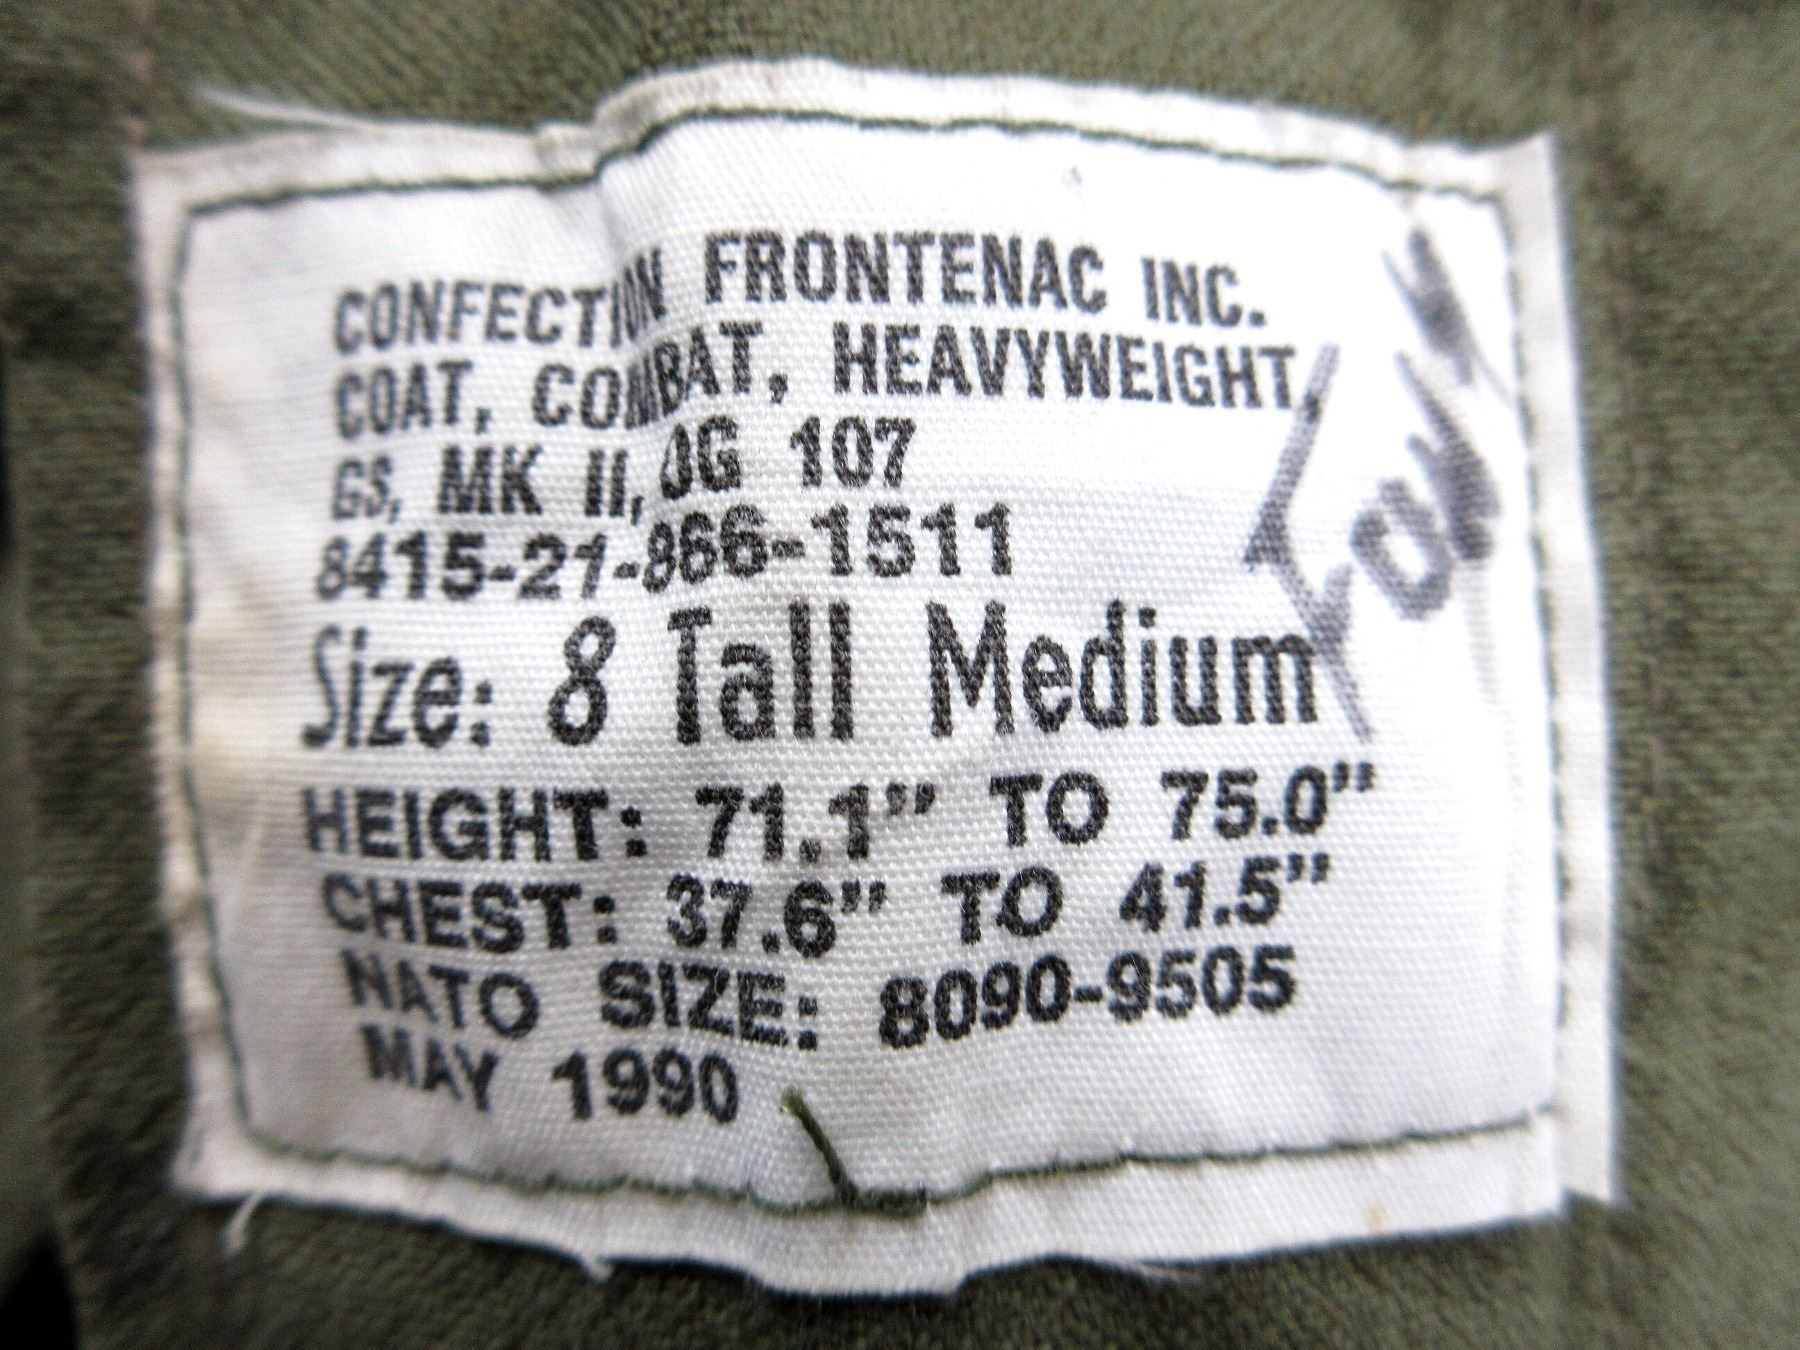 CONFECTION FRONTENAC INC.
COAT, COMBAT, HEAVYWEIGHT,
GS, MK II, OG 107
8415-21-866-1511
Size: 8 Tall Medium
HEIGHT: 71.1" TO 75.0"
CHEST: 37.6" TO 41.5"
NATO SIZE: 8090-9505
MAY 1990